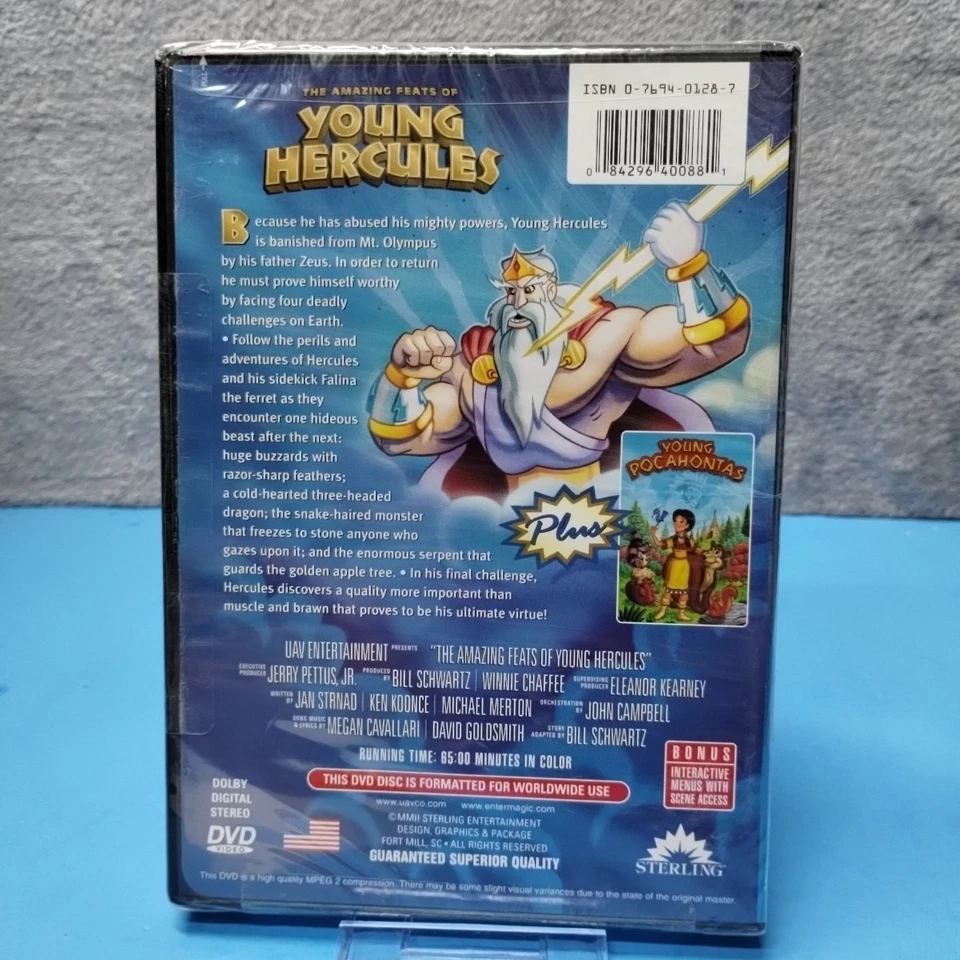 THE AMAZING FEATS OF
YOUNG
HERCULES
ISBN 0-7694-0128-7
0 84296 40088 1
Because he has abused his mighty powers, Young Hercules
is banished from Mt. Olympus
by his father Zeus. In order to return
he must prove himself worthy
by facing four deadly
challenges on Earth.
• Follow the perils and
adventures of Hercules
and his sidekick Falina
the ferret as they
encounter one hideous
beast after the next:
huge buzzards with
razor-sharp feathers;
a cold-hearted three-headed
dragon; the snake-haired monster
that freezes to stone anyone who
gazes upon it; and the enormous serpent that
guards the golden apple tree. • In his final challenge,
Hercules discovers a quality more important than
muscle and brawn that proves to be his ultimate virtue!
Plus
YOUNG
POCAHONTAS
UAV ENTERTAINMENT PRESENTS "THE AMAZING FEATS OF YOUNG HERCULES"
EXECUTIVE PRODUCER JERRY PETTUS, JR. PRODUCED BY BILL SCHWARTZ | WINNIE CHAFFEE SUPERVISING PRODUCER ELEANOR KEARNEY
WRITTEN BY JAN STRNAD | KEN KOONCE | MICHAEL MERTON ORCHESTRATION BY JOHN CAMPBELL
SONG MUSIC & LYRICS BY MEGAN CAVALLARI | DAVID GOLDSMITH STORY ADAPTED BY BILL SCHWARTZ
RUNNING TIME: 65:00 MINUTES IN COLOR
THIS DVD DISC IS FORMATTED FOR WORLDWIDE USE
BONUS
INTERACTIVE
MENUS WITH
SCENE ACCESS
DOLBY
DIGITAL
STEREO
DVD
VIDEO
www.uavco.com www.entermagic.com
©MMII STERLING ENTERTAINMENT
DESIGN, GRAPHICS & PACKAGE
FORT MILL, SC • ALL RIGHTS RESERVED
GUARANTEED SUPERIOR QUALITY
STERLING
This DVD is a high quality MPEG 2 compression. There may be some slight visual variances due to the state of the original master.